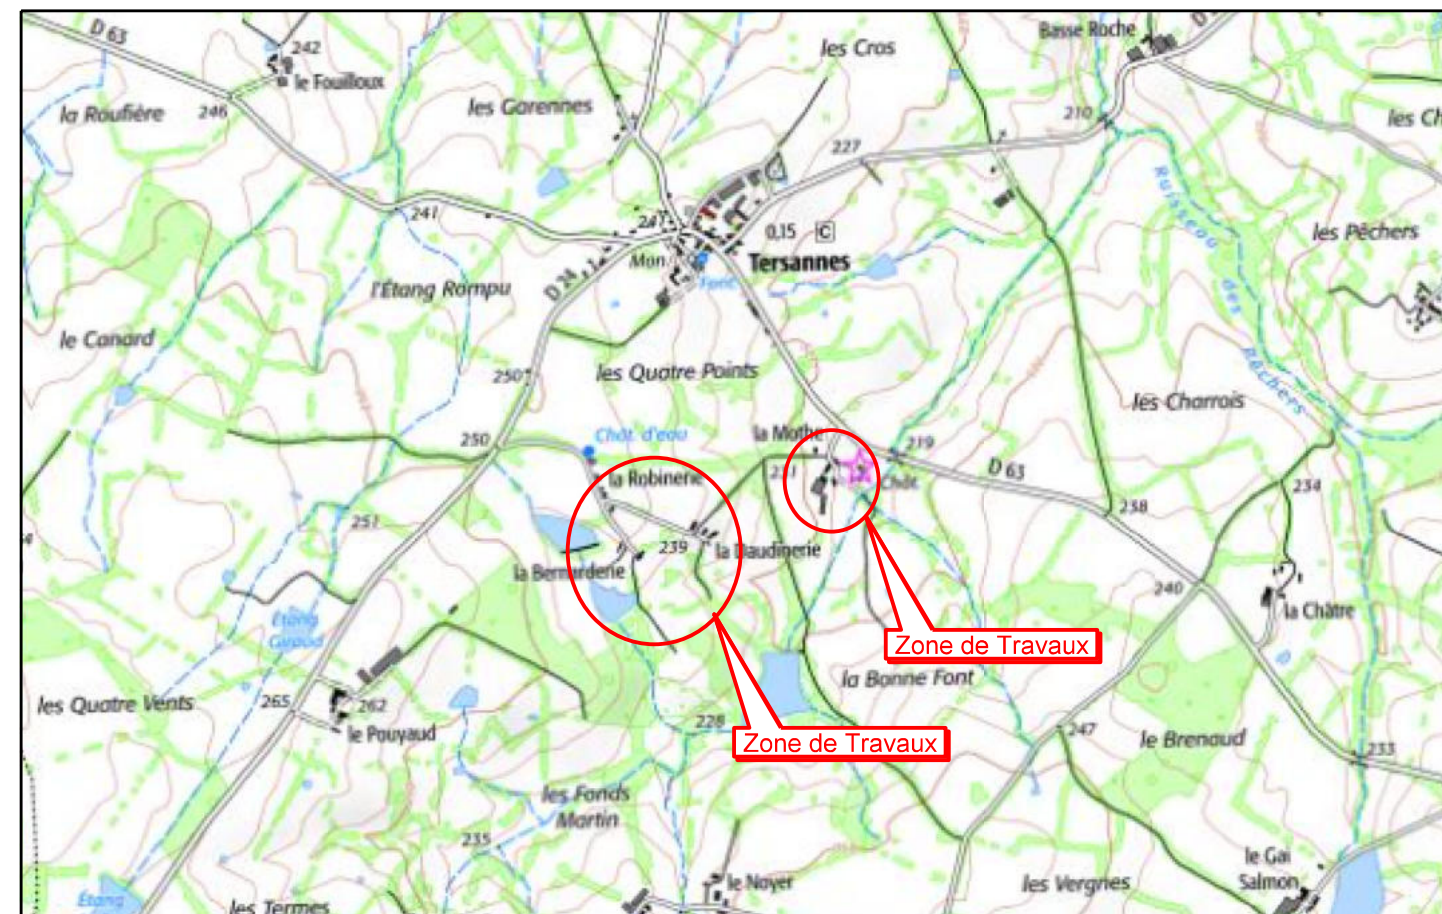 D 63
242
les Cros
Basse Roche
le Fouilloux
la Roufière
246
les Garennes
210
les Ch
227
Ruisseau des Pêchers
241
24
0,15 C
les Pêchers
Mon.
Tersannes
Font.
D 24
l'Étang Rompu
le Canard
250
les Quatre Points
les Charrois
250
Chât. d'eau
la Mothe
219
D 63
la Robinerie
231
Chât.
234
251
238
239
la Daudinerie
la Bernarderie
240
la Châtre
Étang
Giraud
Zone de Travaux
la Bonne Font
les Quatre Vents
265
262
228
247
le Pouyaud
Zone de Travaux
le Brenaud
233
les Fonds
Martin
235
le Gai
Salmon
le Noyer
les Vergnes
Étang
les Termes